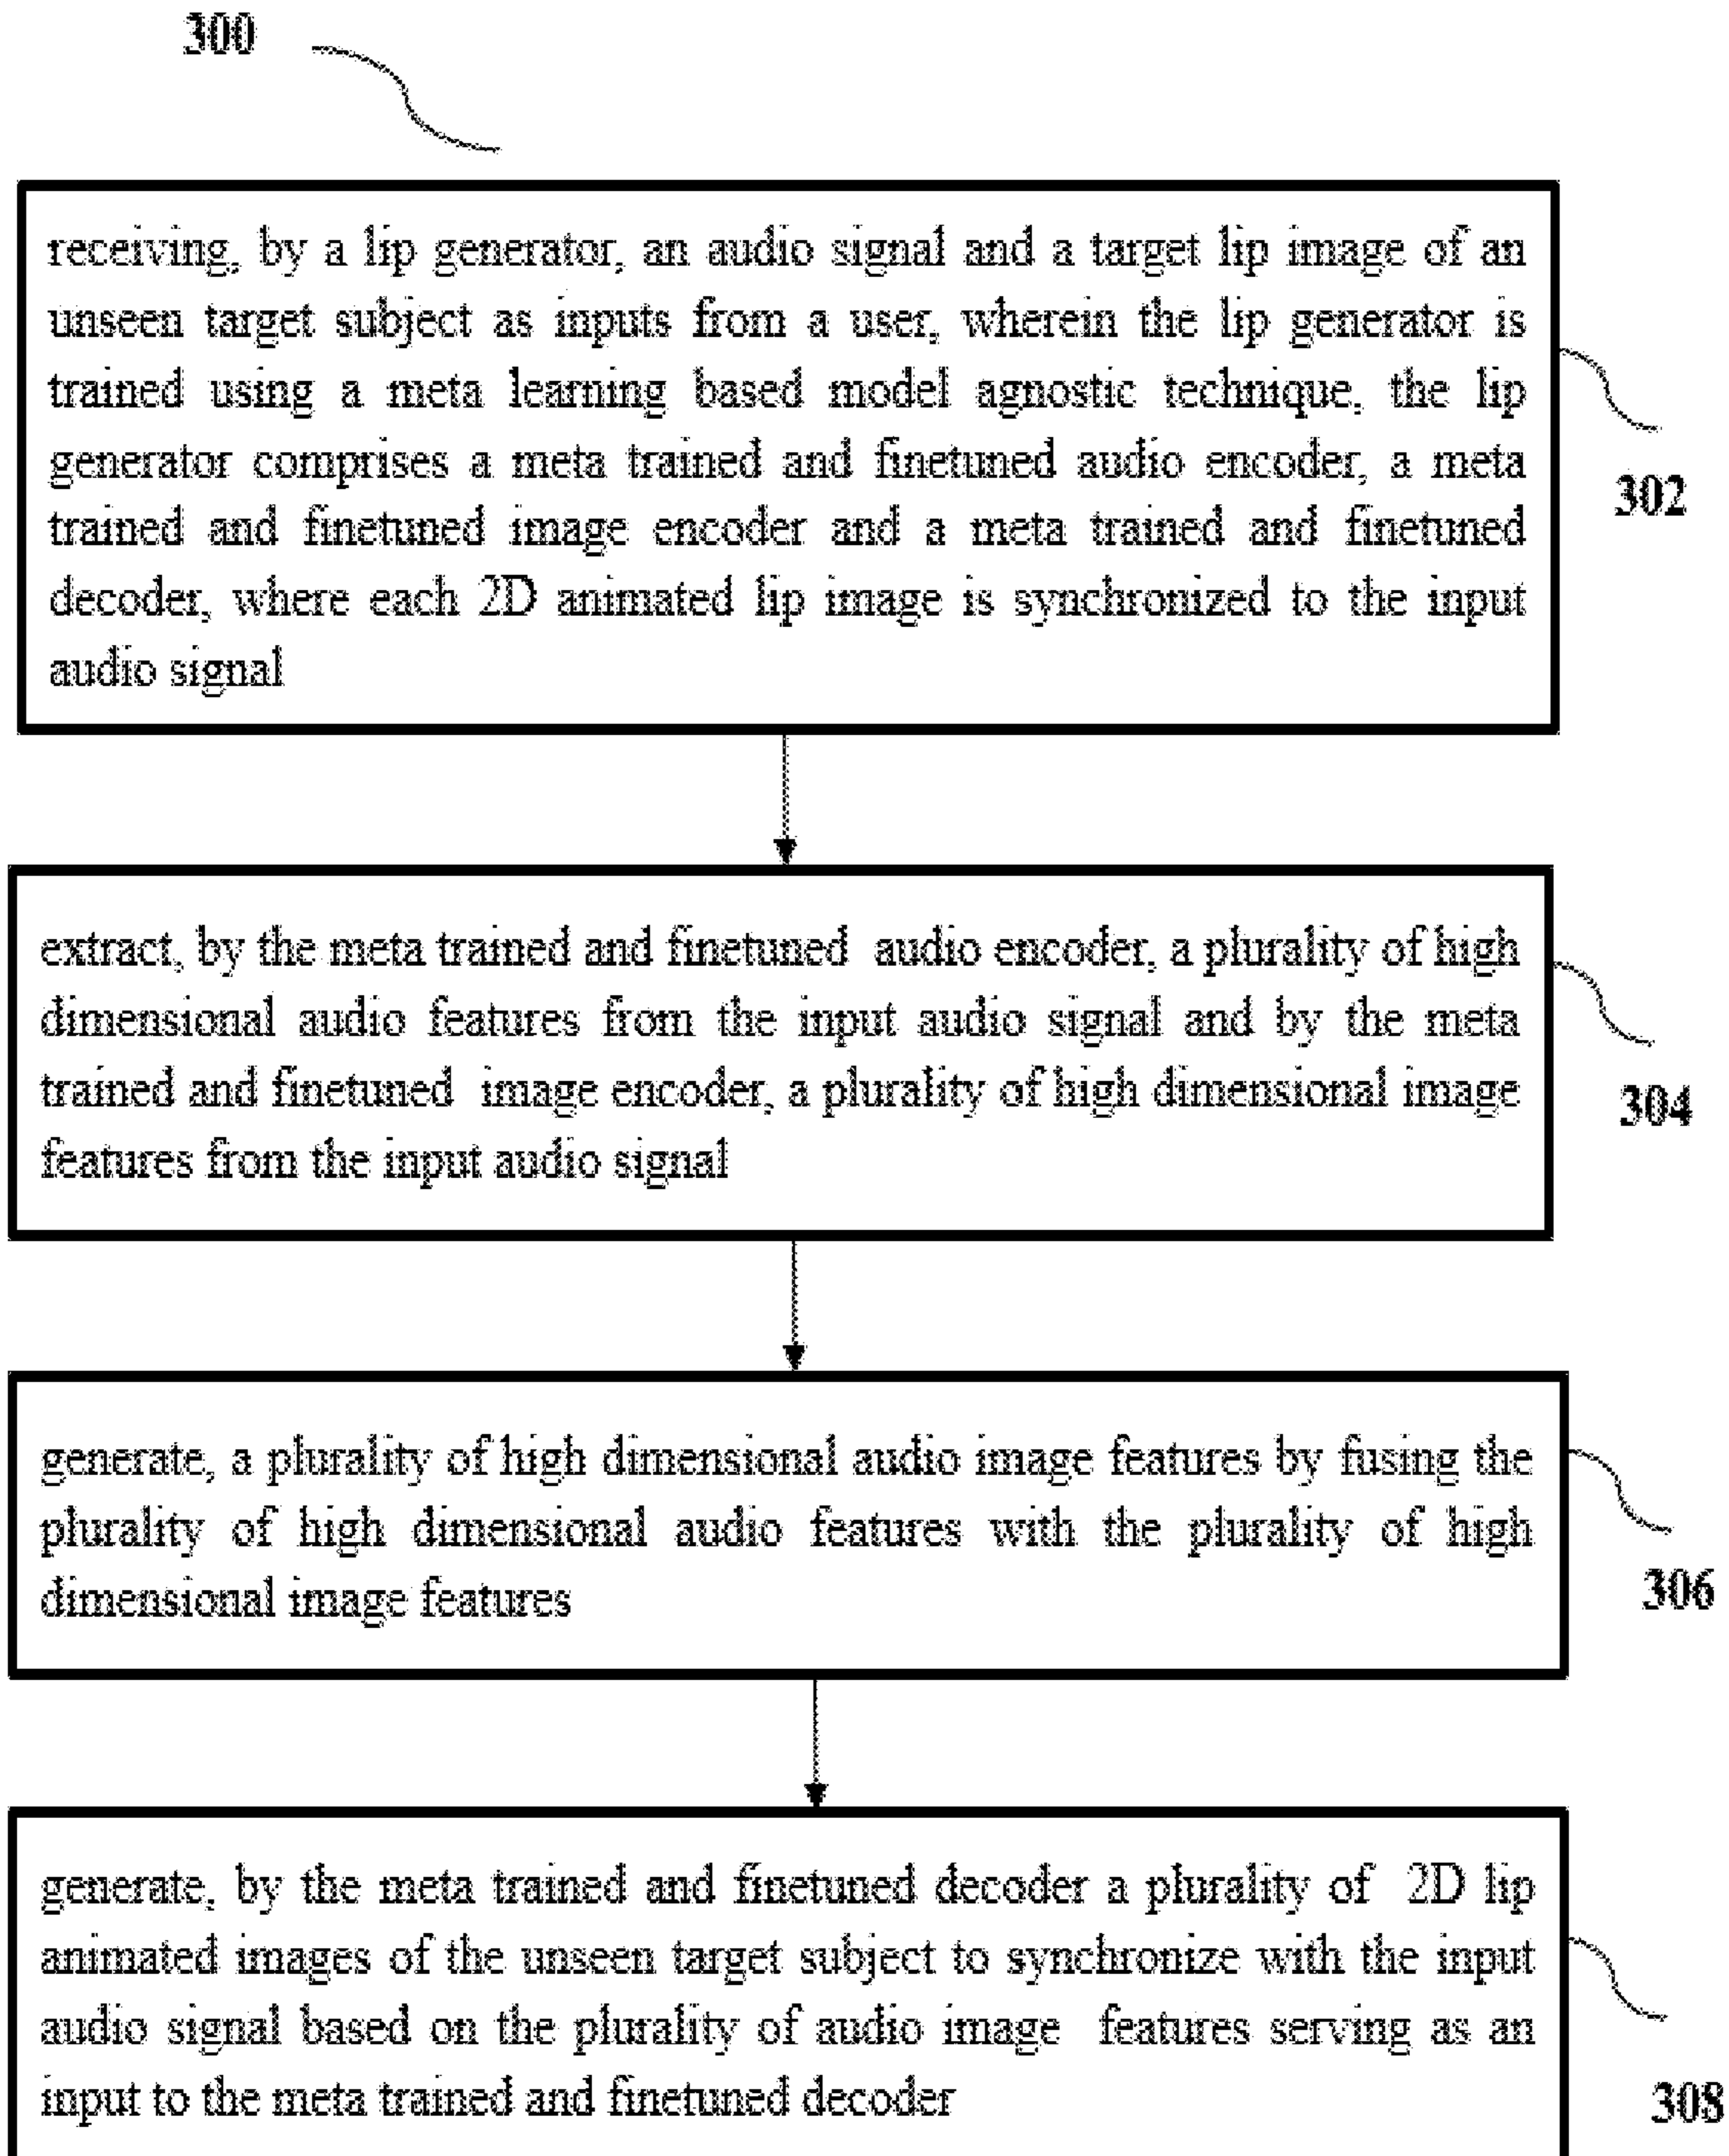 300
receiving, by a lip generator, an audio signal and a target lip image of an
unseen target subject as inputs from a user, wherein the lip generator is
trained using a meta learning based model agnostic technique, the lip
generator comprises a meta trained and finetuned audio encoder, a meta
trained and finetuned image encoder and a meta trained and finetuned
decoder, where each 2D animated lip image is synchronized to the input
audio signal
302
extract, by the meta trained and finetuned audio encoder, a plurality of high
dimensional audio features from the input audio signal and by the meta
trained and finetuned image encoder, a plurality of high dimensional image
features from the input audio signal
304
generate, a plurality of high dimensional audio image features by fusing the
plurality of high dimensional audio features with the plurality of high
dimensional image features
306
generate, by the meta trained and finetuned decoder a plurality of 2D lip
animated images of the unseen target subject to synchronize with the input
audio signal based on the plurality of audio image features serving as an
input to the meta trained and finetuned decoder
308